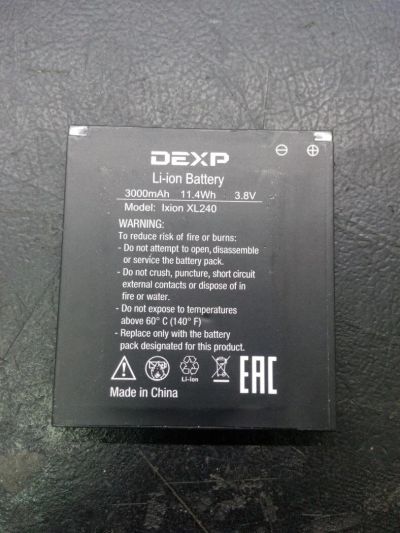 DEXP
Li-ion Battery
3000mAh 11.4Wh 3.8V
Model: Ixion XL240
WARNING:
To reduce risk of fire or burns:
- Do not attempt to open, disassemble
or service the battery pack.
- Do not crush, puncture, short circuit
external contacts or dispose of in
fire or water.
- Do not expose to temperatures
above 60° C (140° F)
- Replace only with the battery
pack designated for this product.
Li-ion
EAC
Made in China